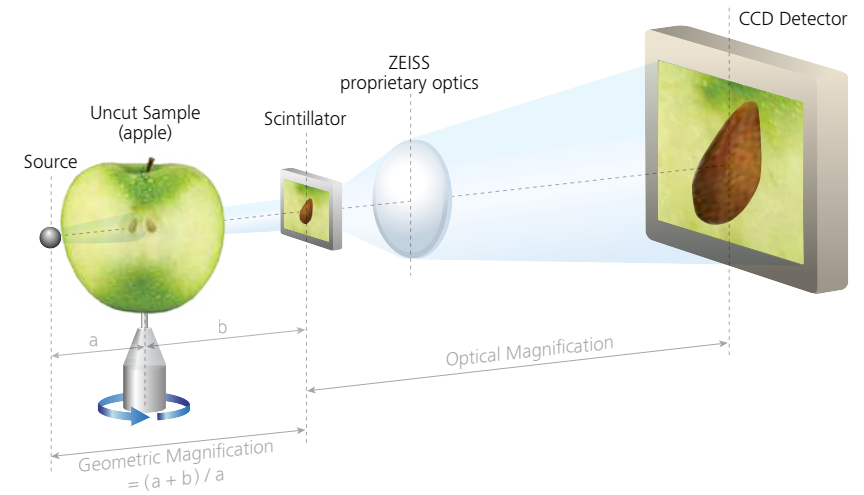 CCD Detector
ZEISS
proprietary optics
Uncut Sample
(apple)
Scintillator
Source
a
b
Optical Magnification
Geometric Magnification
= (a + b) / a